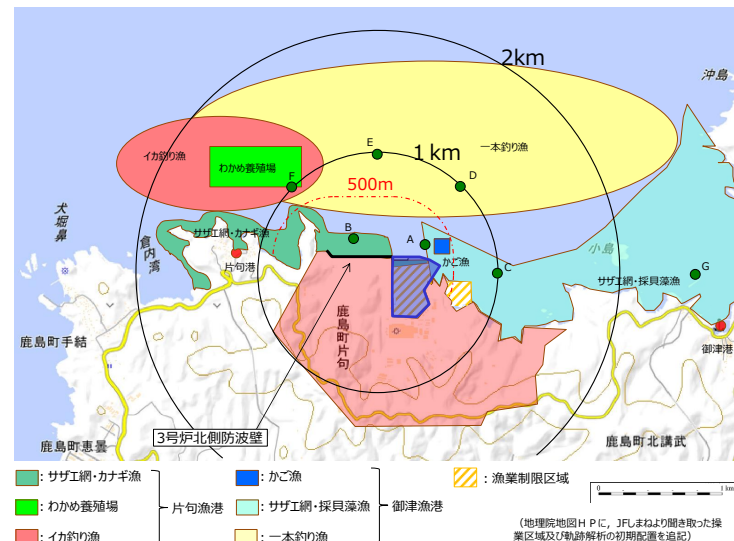 2km
沖島
E
1km
イカ釣り漁
一本釣り漁
わかめ養殖場
F
D
500m
犬堀鼻
倉内湾
サザエ網・カナギ漁
B
A
小島
片句港
かご漁
C
サザエ網・採貝藻漁
G
鹿島町片句
御津港
鹿島町手結
3号炉北側防波壁
鹿島町恵曇
鹿島町北講武
：サザエ網・カナギ漁
：わかめ養殖場
：イカ釣り漁
片句漁港
：かご漁
：サザエ網・採貝藻漁
：一本釣り漁
御津漁港
：漁業制限区域
0 1 km
（地理院地図ＨＰに，JFしまねより聞き取った操
業区域及び軌跡解析の初期配置を追記）